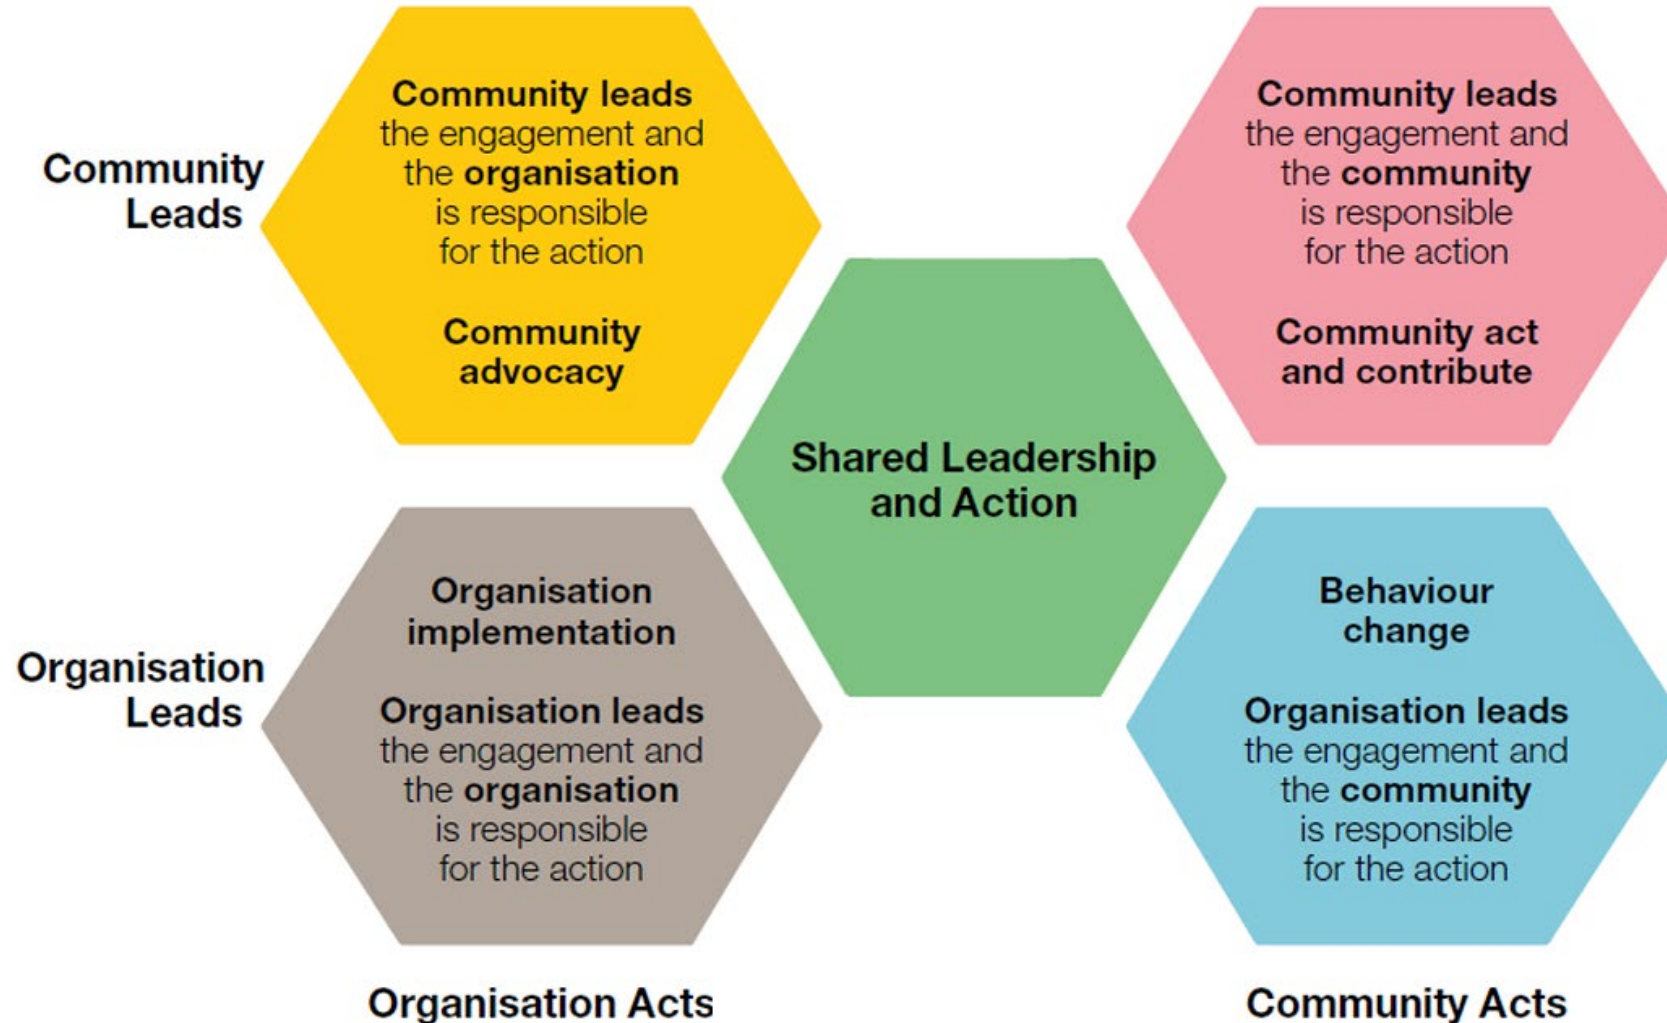 Community
Leads
Community leads
the engagement and
the organisation
is responsible
for the action
Community
advocacy
Community leads
the engagement and
the community
is responsible
for the action
Community act
and contribute
Shared Leadership
and Action
Organisation
Leads
Organisation
implementation
Organisation leads
the engagement and
the organisation
is responsible
for the action
Behaviour
change
Organisation leads
the engagement and
the community
is responsible
for the action
Organisation Acts
Community Acts